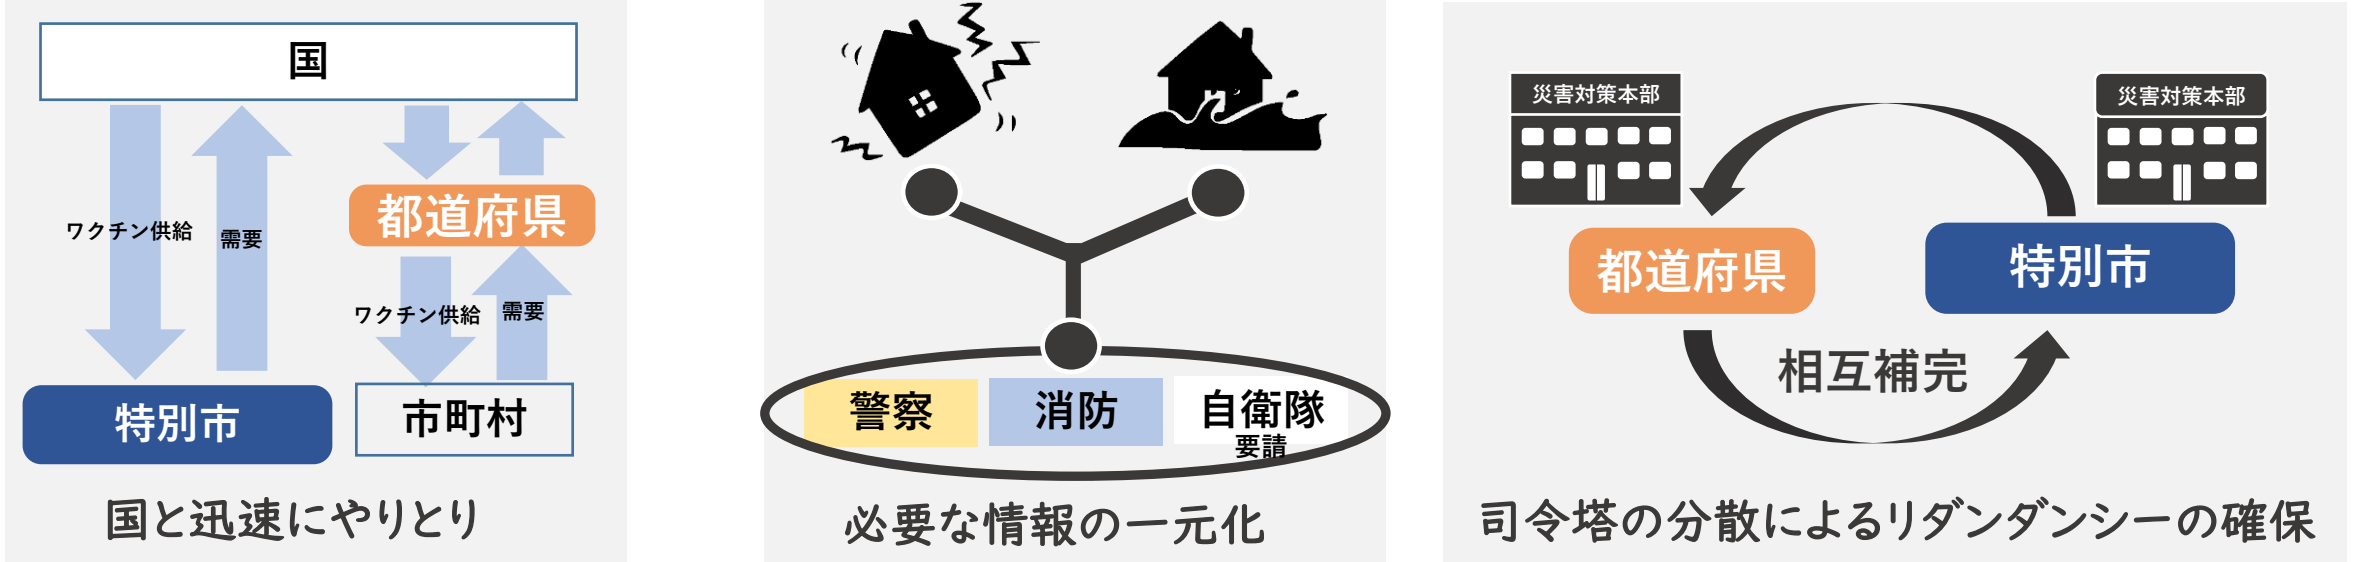 国
ワクチン供給
需要
都道府県
ワクチン供給
需要
特別市
市町村
国と迅速にやりとり
警察
消防
自衛隊
要請
必要な情報の一元化
災害対策本部
災害対策本部
都道府県
特別市
相互補完
司令塔の分散によるリダンダンシーの確保